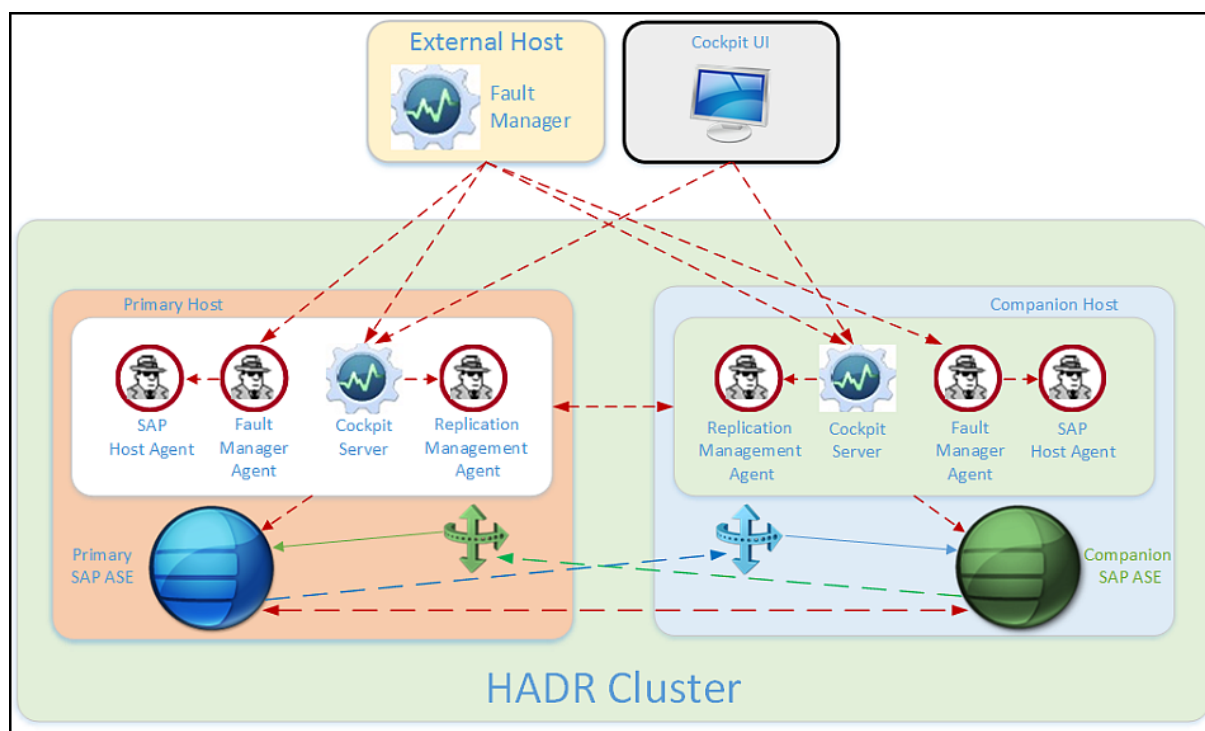 External Host
Fault
Manager
Cockpit UI
Primary Host
SAP
Host Agent
Fault
Manager
Agent
Cockpit
Server
Replication
Management
Agent
Primary
SAP ASE
Companion Host
Replication
Management
Agent
Cockpit
Server
Fault
Manager
Agent
SAP
Host Agent
Companion
SAP ASE
HADR Cluster